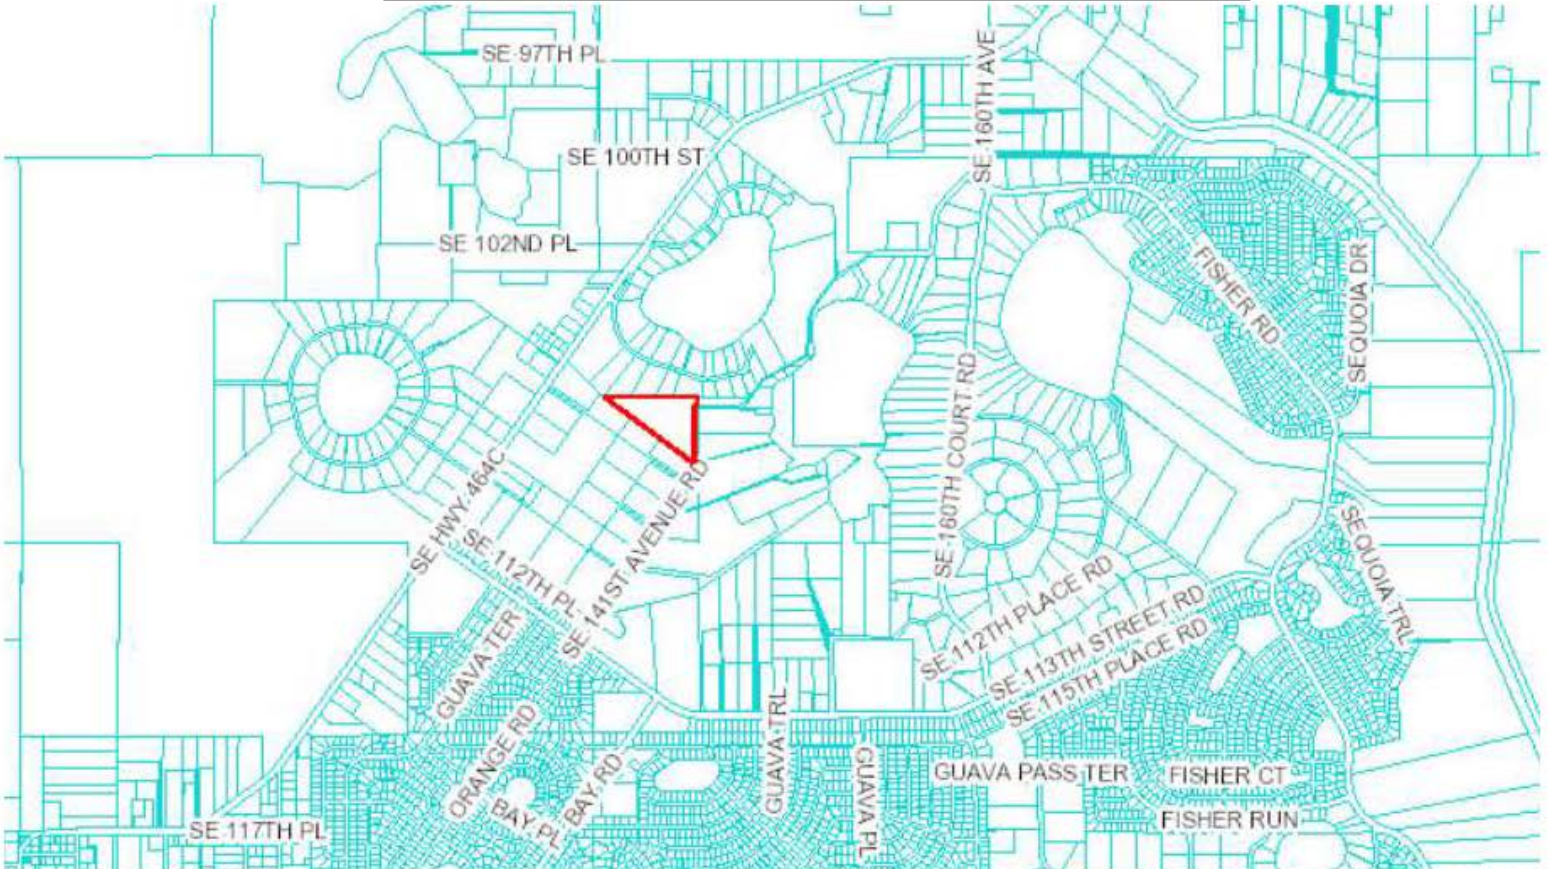 SE 97TH PL
SE 160TH AVE
SE 100TH ST
SE 102ND PL
FISHER RD
SEQUOIA DR
SE 160TH COURT RD
SE HWY 464C
SE 141ST AVENUE RD
SE 112TH PL
SEQUOIA TRL
SE 112TH PLACE RD
SE 113TH STREET RD
SE 115TH PLACE RD
GUAVA TER
ORANGE RD
GUAVA TRL
BAY RD
GUAVA PL
GUAVA PASS TER
FISHER CT
BAY PL
FISHER RUN
SE 117TH PL